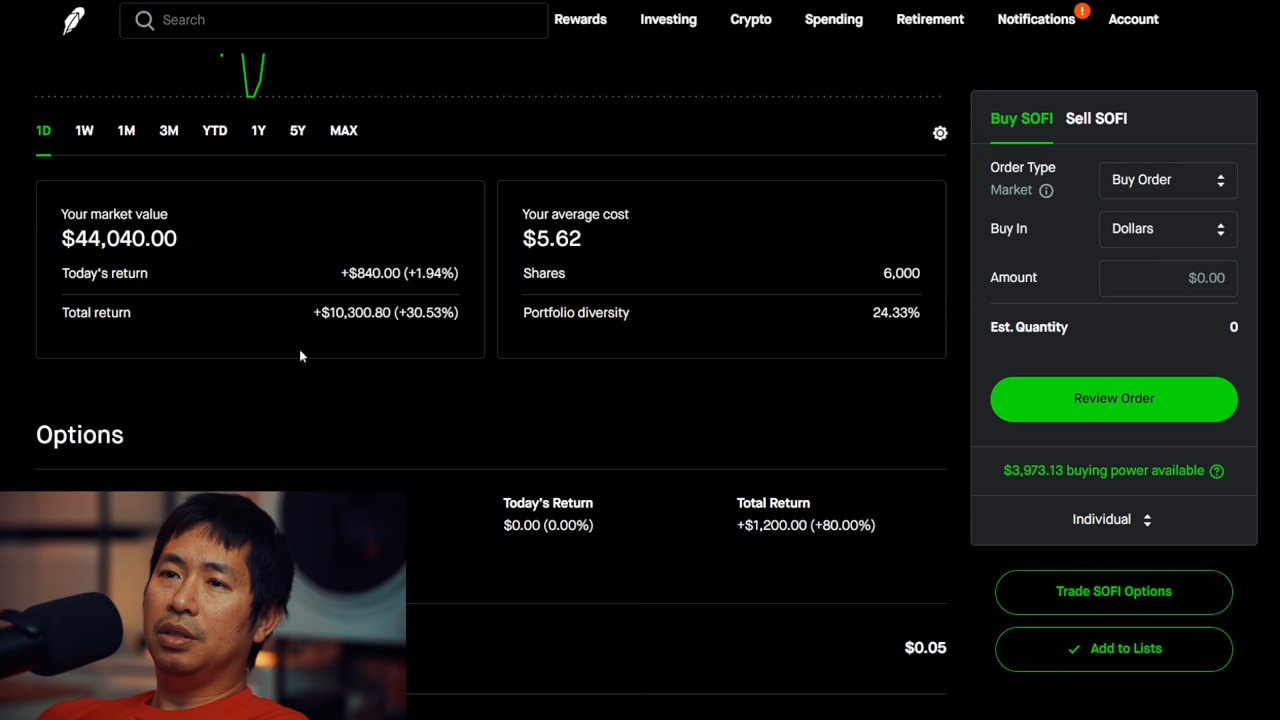 Search
Rewards Investing Crypto Spending Retirement Notifications ! Account
1D 1W 1M 3M YTD 1Y 5Y MAX
Your market value
$44,040.00
Today's return +$840.00 (+1.94%)
Total return +$10,300.80 (+30.53%)
Your average cost
$5.62
Shares 6,000
Portfolio diversity 24.33%
Options
Today's Return
$0.00 (0.00%)
Total Return
+$1,200.00 (+80.00%)
$0.05
Buy SOFI Sell SOFI
Order Type
Market
Buy Order
Buy In Dollars
Amount $0.00
Est. Quantity 0
Review Order
$3,973.13 buying power available
Individual
Trade SOFI Options
Add to Lists